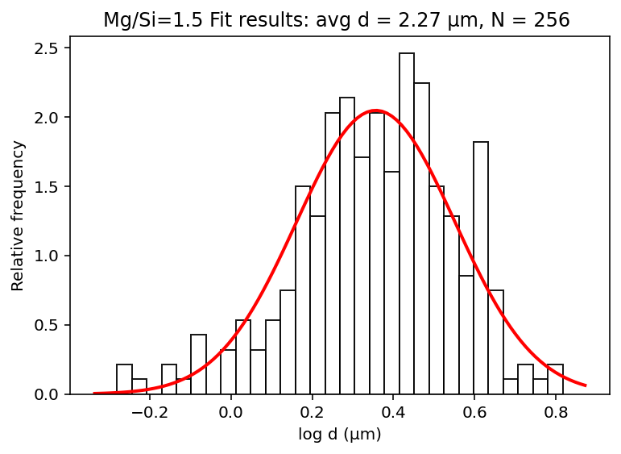 Mg/Si=1.5 Fit results: avg d = 2.27 μm, N = 256
Relative frequency
2.5
2.0
1.5
1.0
0.5
0.0
−0.2 0.0 0.2 0.4 0.6 0.8
log d (μm)